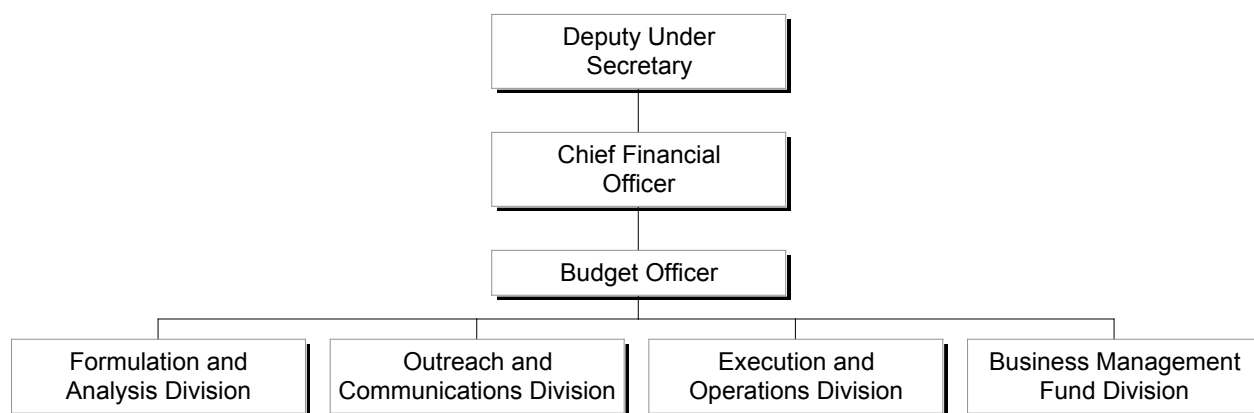 Deputy Under
Secretary
Chief Financial
Officer
Budget Officer
Formulation and
Analysis Division
Outreach and
Communications Division
Execution and
Operations Division
Business Management
Fund Division